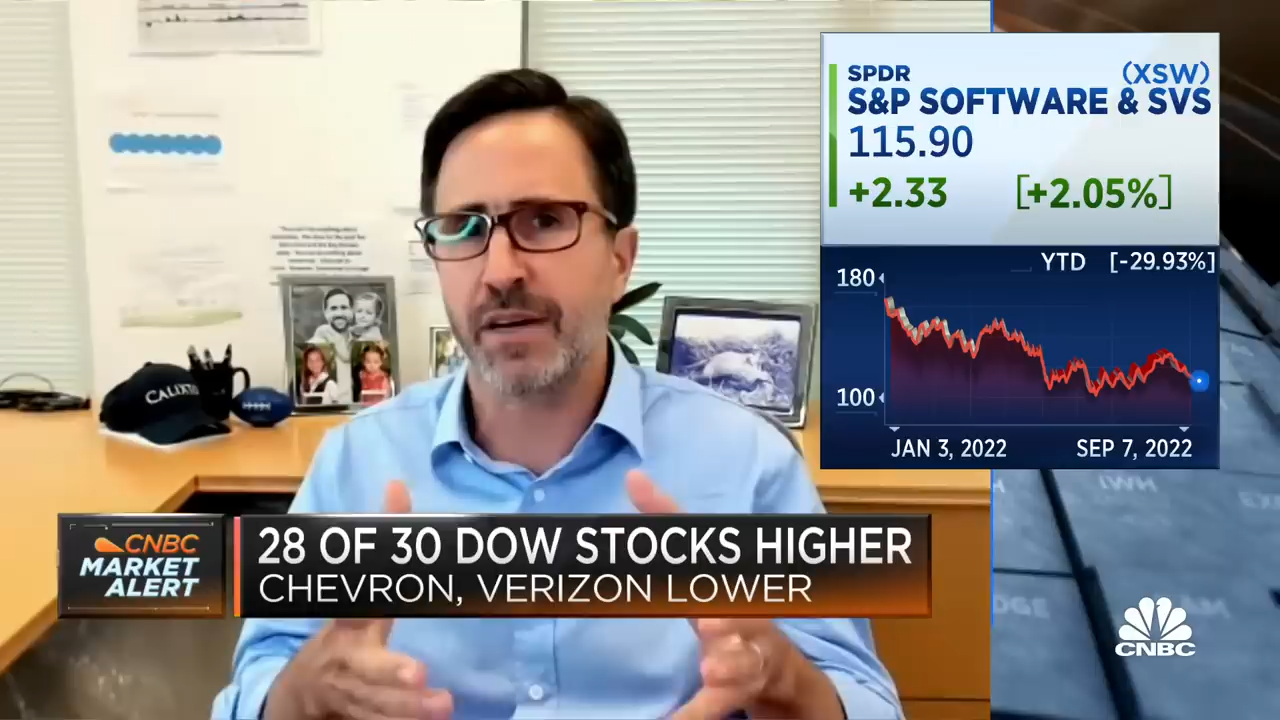 SPDR (XSW)
S&P SOFTWARE & SVS
115.90
+2.33 [+2.05%]
YTD [-29.93%]
180
100
JAN 3, 2022 SEP 7, 2022
28 OF 30 DOW STOCKS HIGHER
CHEVRON, VERIZON LOWER
CNBC
MARKET
ALERT
CNBC